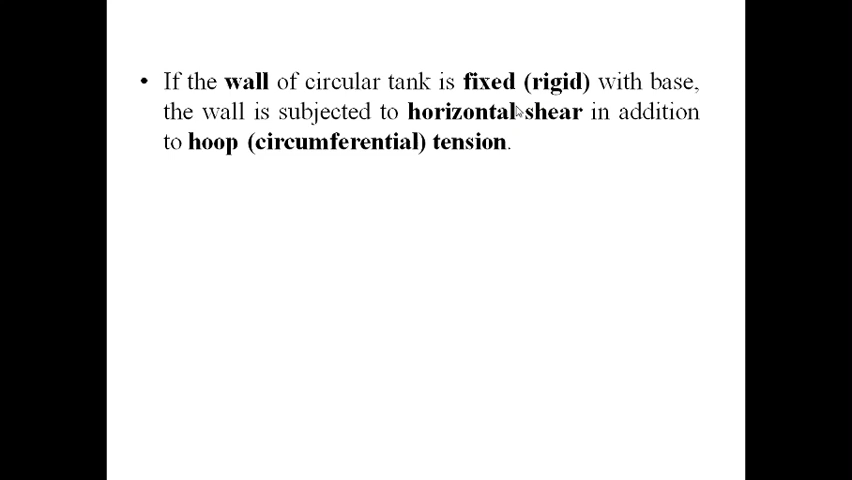 • If the wall of circular tank is fixed (rigid) with base,
the wall is subjected to horizontal shear in addition
to hoop (circumferential) tension.